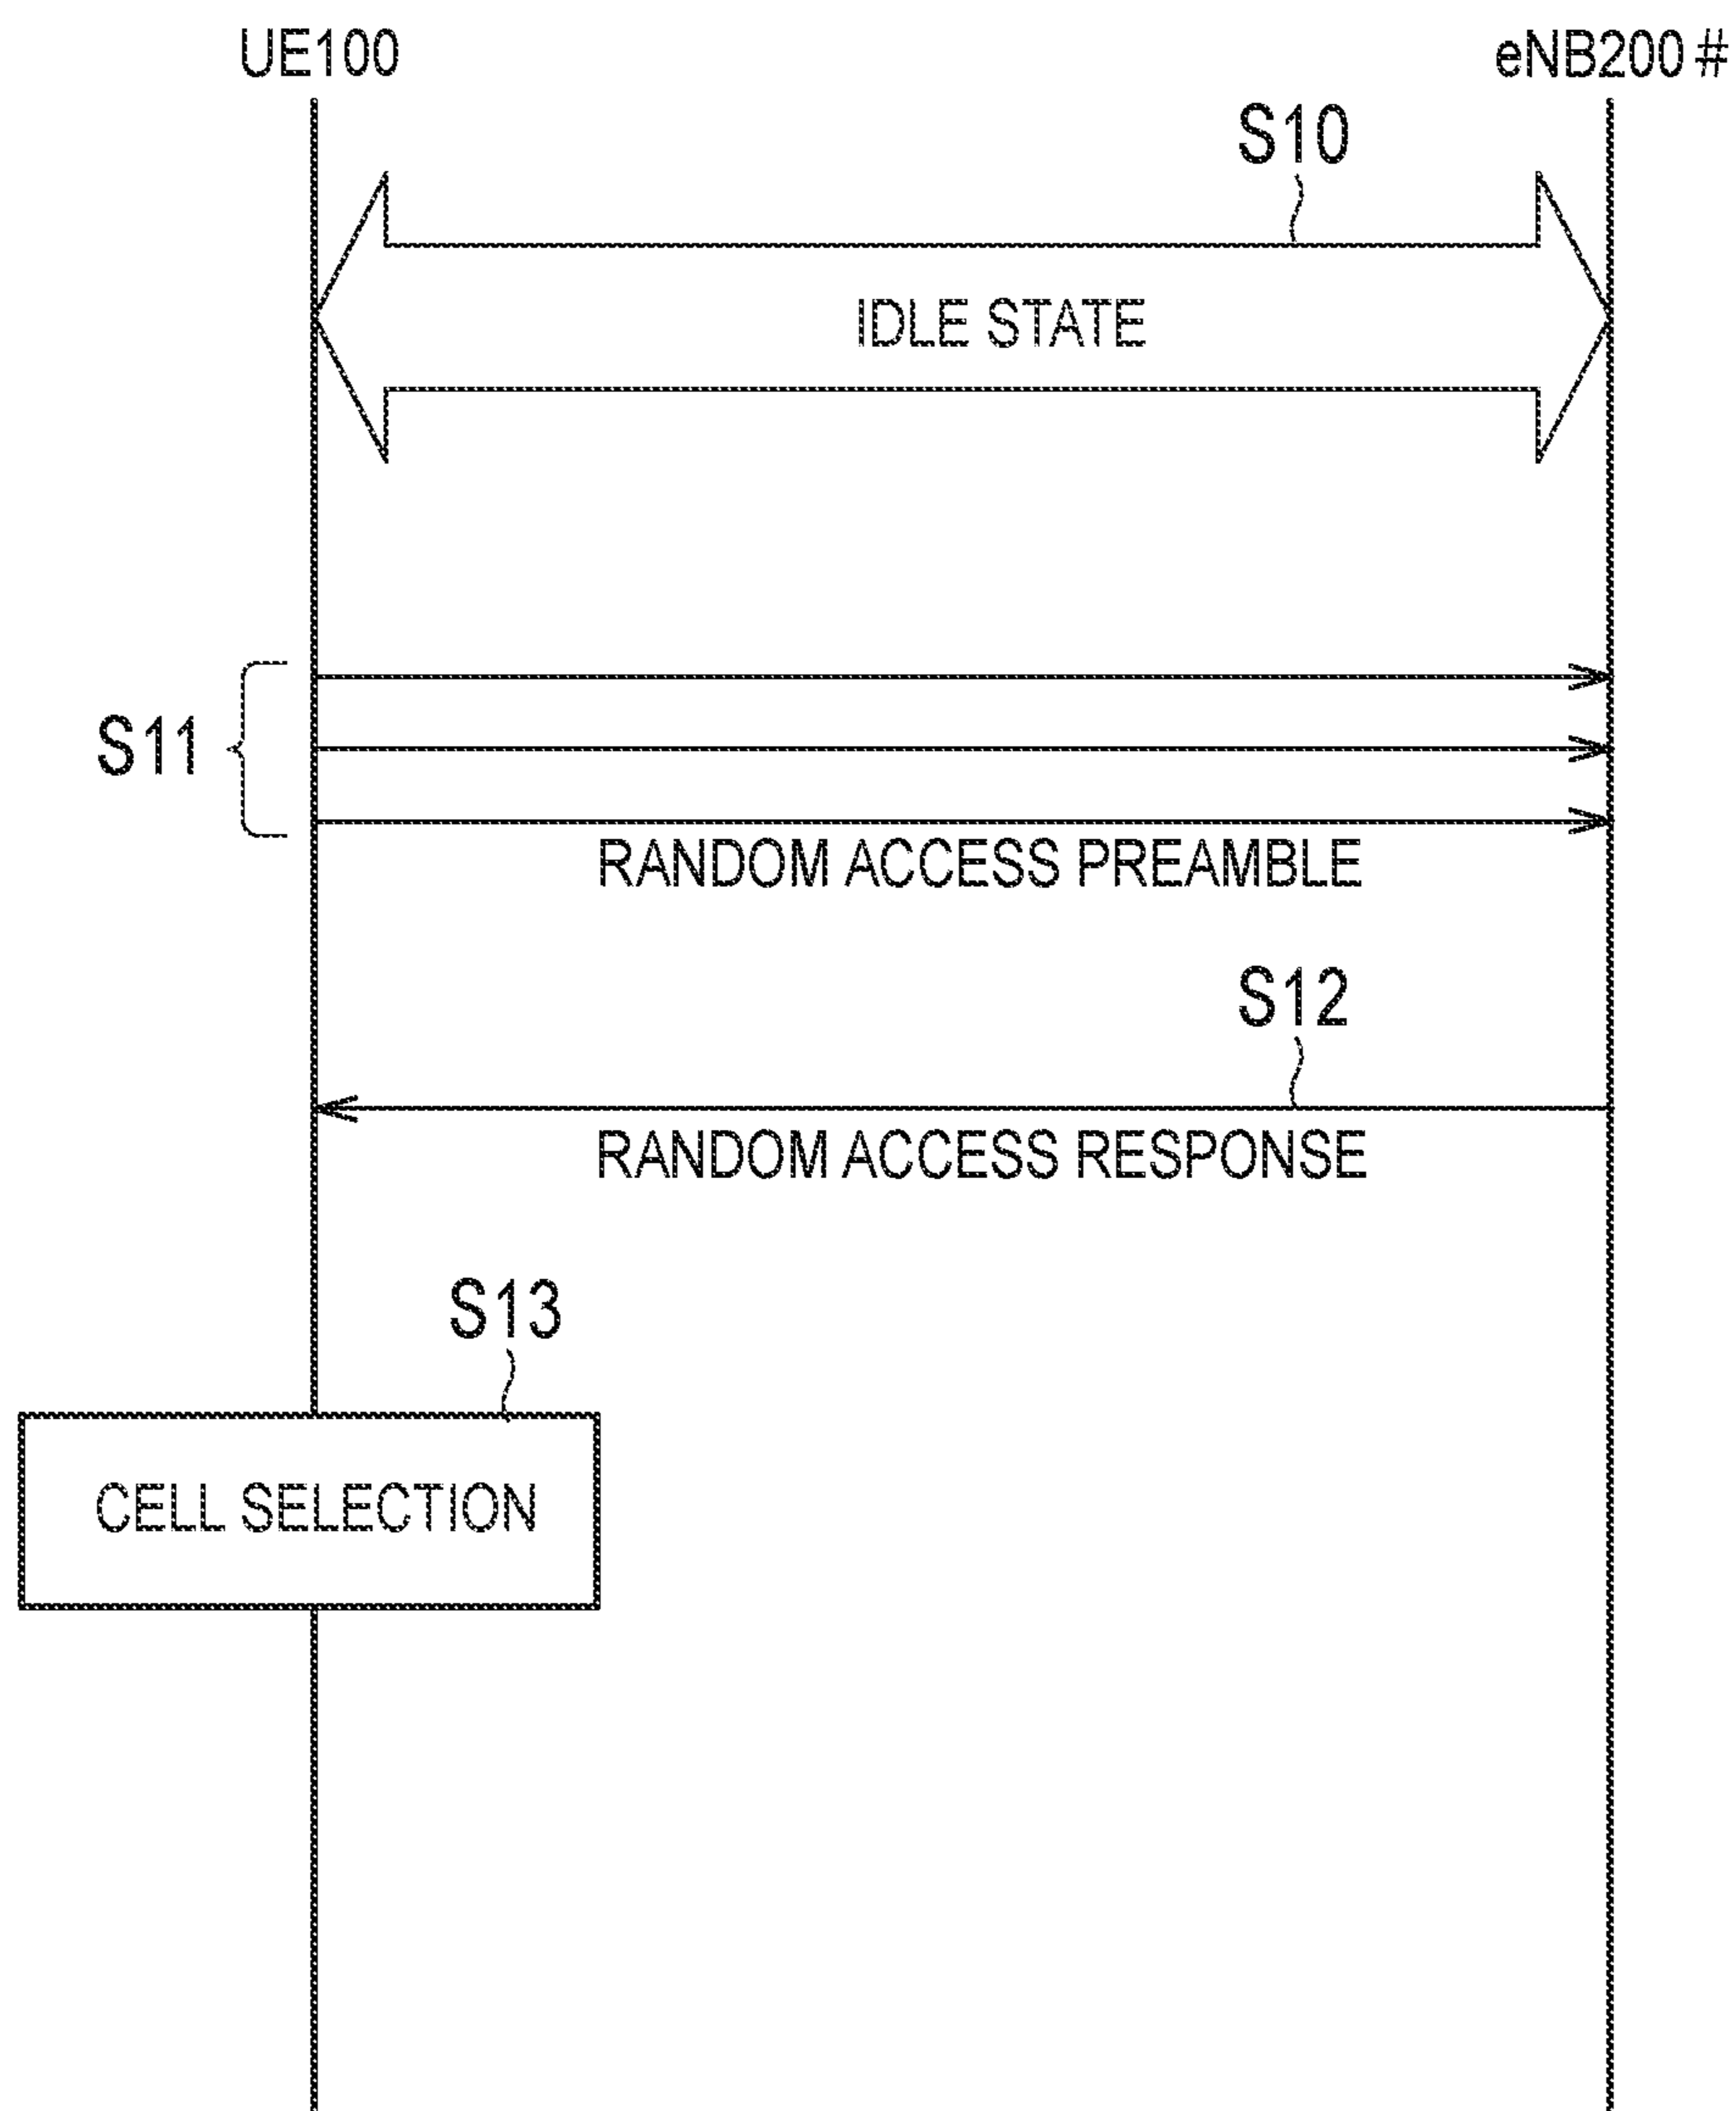 UE100
eNB200 #
S10
IDLE STATE
S11
RANDOM ACCESS PREAMBLE
S12
RANDOM ACCESS RESPONSE
S13
CELL SELECTION